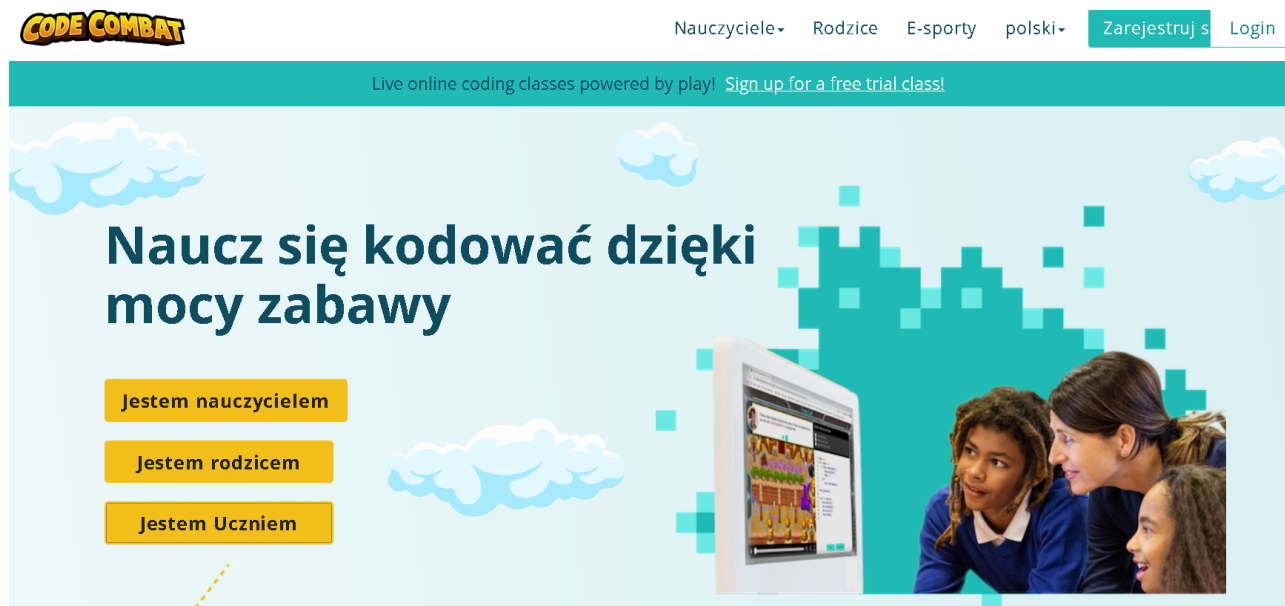 CODE COMBAT
Nauczyciele
Rodzice
E-sporty
polski
Zarejestruj s
Login
Live online coding classes powered by play! Sign up for a free trial class!
Naucz się kodować dzięki
mocy zabawy
Jestem nauczycielem
Jestem rodzicem
Jestem Uczniem